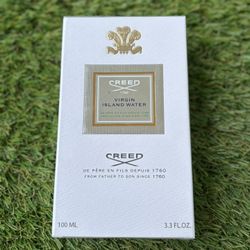 CREED
VIRGIN
ISLAND WATER
CREED
DE PÈRE EN FILS DEPUIS 1760
FROM FATHER TO SON SINCE 1760
100 ML
3.3 FL.OZ.